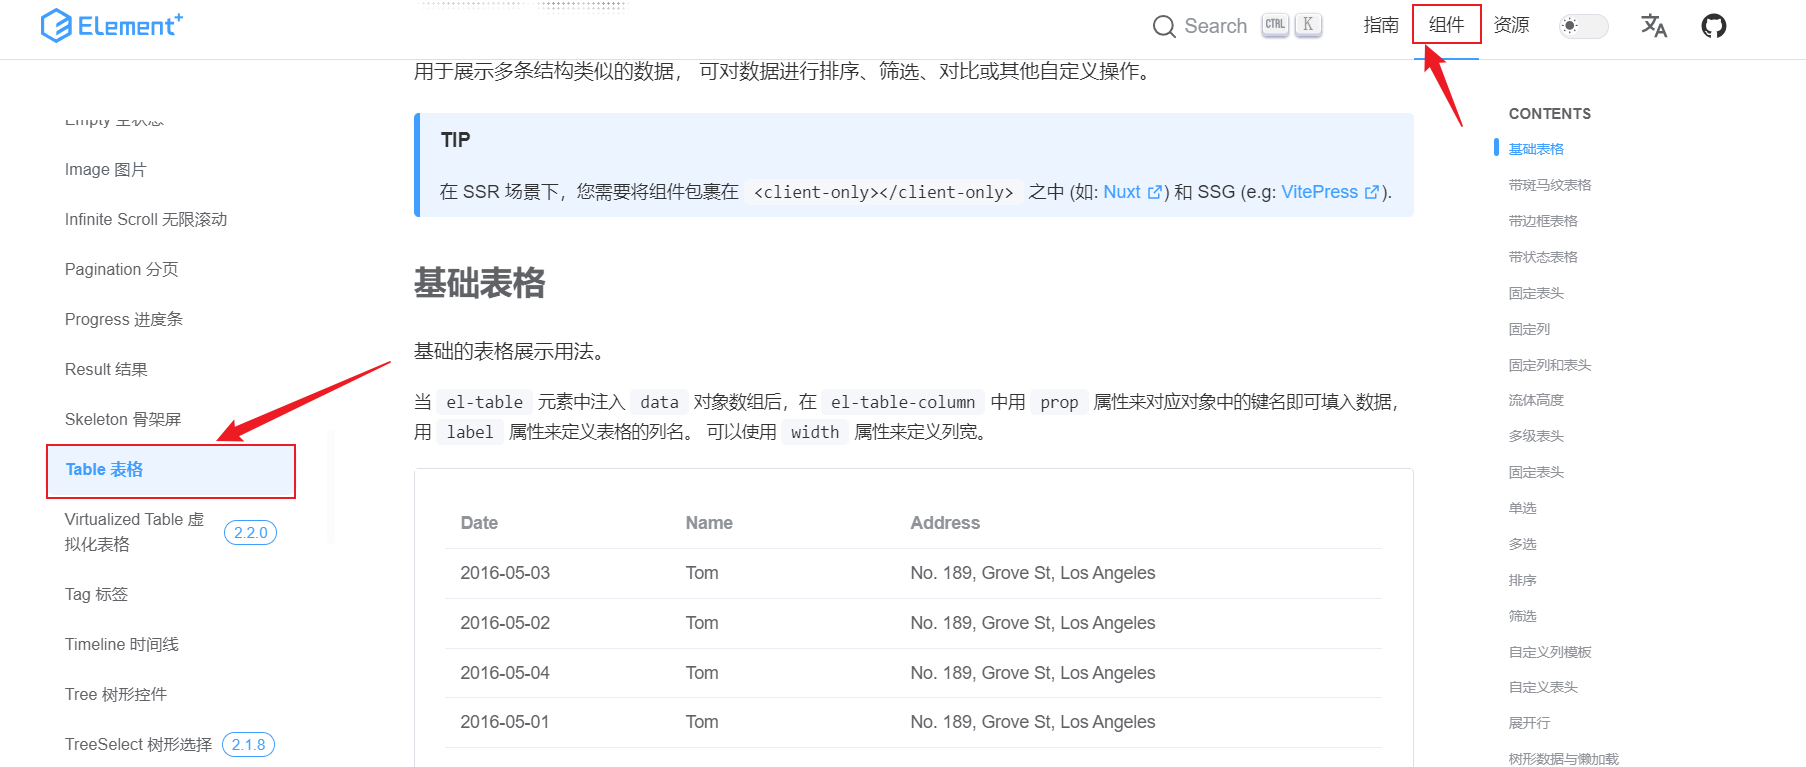 Element+
Search
CTRL K
指南
组件
资源
用于展示多条结构类似的数据， 可对数据进行排序、筛选、对比或其他自定义操作。
TIP
在 SSR 场景下，您需要将组件包裹在 <client-only></client-only> 之中 (如: Nuxt) 和 SSG (e.g: VitePress).
Empty 空状态
Image 图片
Infinite Scroll 无限滚动
Pagination 分页
Progress 进度条
Result 结果
Skeleton 骨架屏
Table 表格
Virtualized Table 虚
拟化表格
2.2.0
Tag 标签
Timeline 时间线
Tree 树形控件
TreeSelect 树形选择 2.1.8
基础表格
基础的表格展示用法。
当 el-table 元素中注入 data 对象数组后，在 el-table-column 中用 prop 属性来对应对象中的键名即可填入数据，
用 label 属性来定义表格的列名。 可以使用 width 属性来定义列宽。
Date Name Address
2016-05-03 Tom No. 189, Grove St, Los Angeles
2016-05-02 Tom No. 189, Grove St, Los Angeles
2016-05-04 Tom No. 189, Grove St, Los Angeles
2016-05-01 Tom No. 189, Grove St, Los Angeles
CONTENTS
基础表格
带斑马纹表格
带边框表格
带状态表格
固定表头
固定列
固定列和表头
流体高度
多级表头
固定表头
单选
多选
排序
筛选
自定义列模板
自定义表头
展开行
树形数据与懒加载